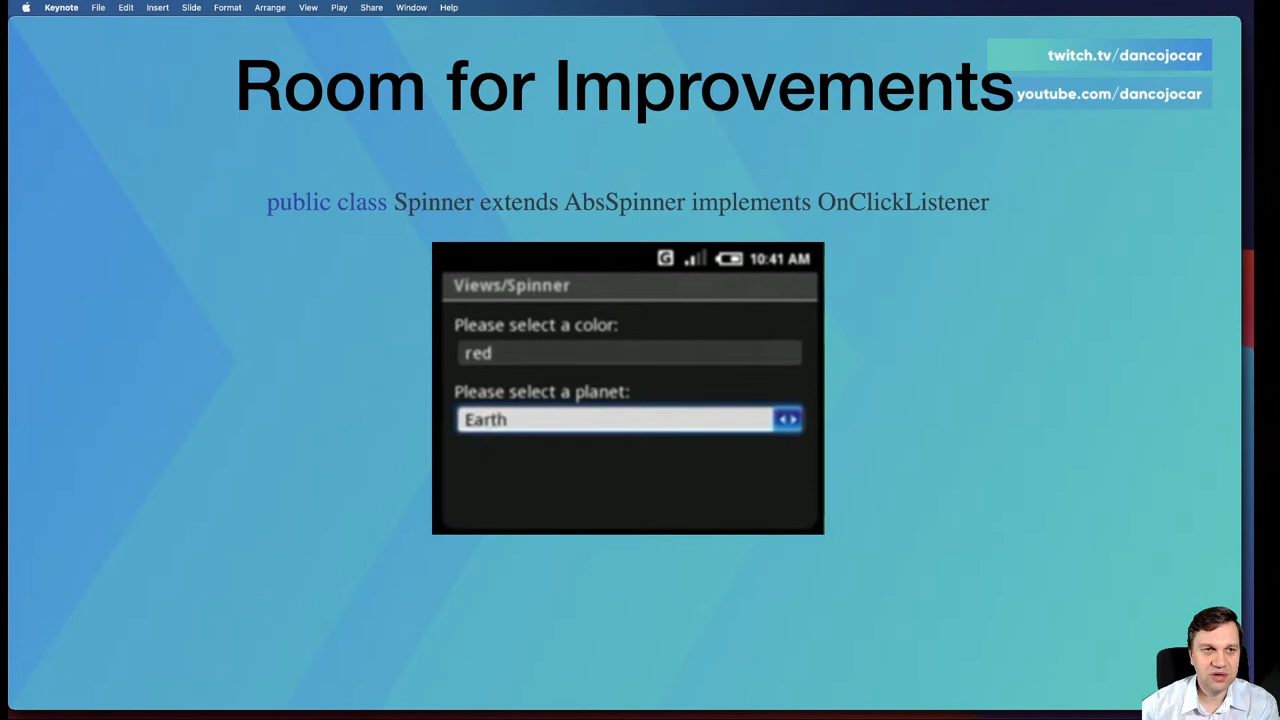 Keynote File Edit Insert Slide Format Arrange View Play Share Window Help
twitch.tv/dancojocar
Room for Improvements
youtube.com/dancojocar
public class Spinner extends AbsSpinner implements OnClickListener
G 10:41 AM
Views/Spinner
Please select a color:
red
Please select a planet:
Earth